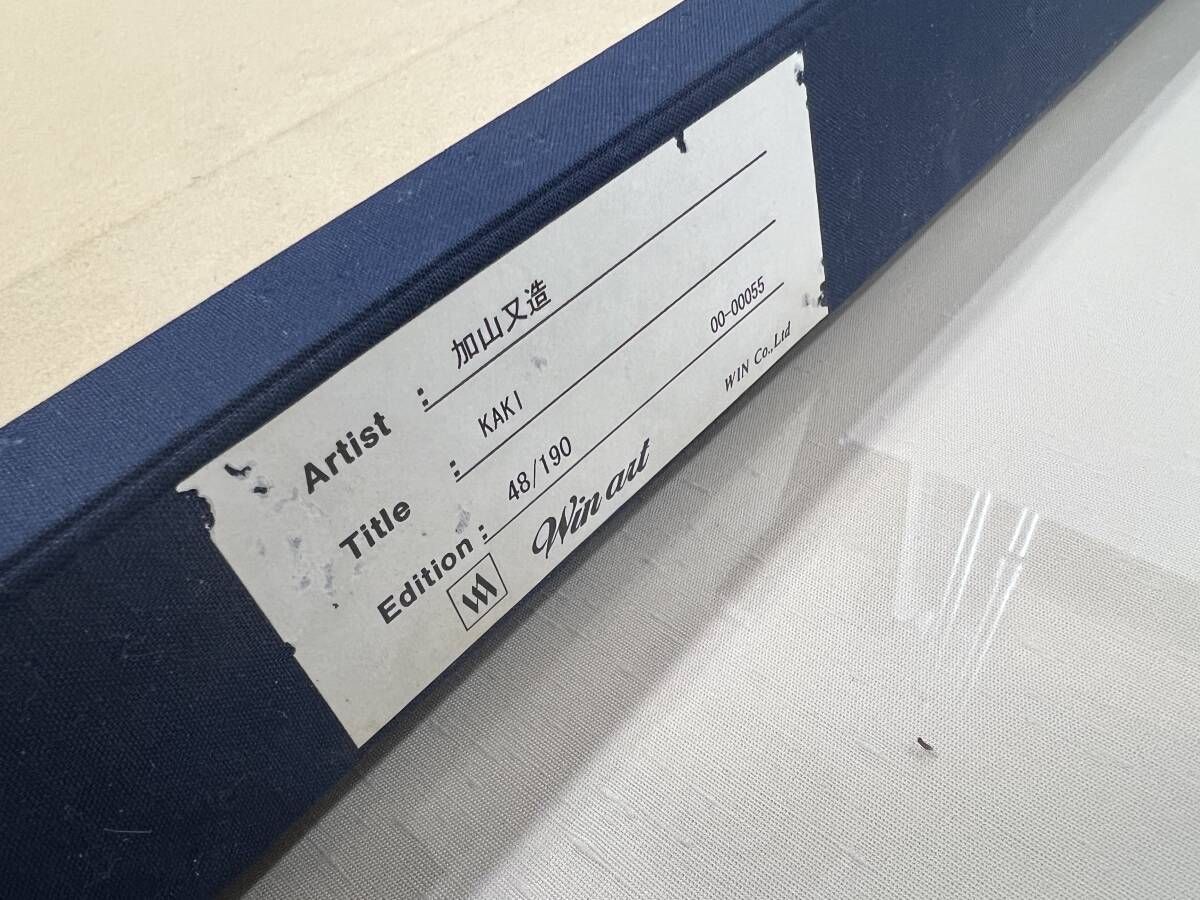 Artist : 加山又造
Title : KAKI
Edition : 48/190 00-00055
Win art WIN Co.,Ltd